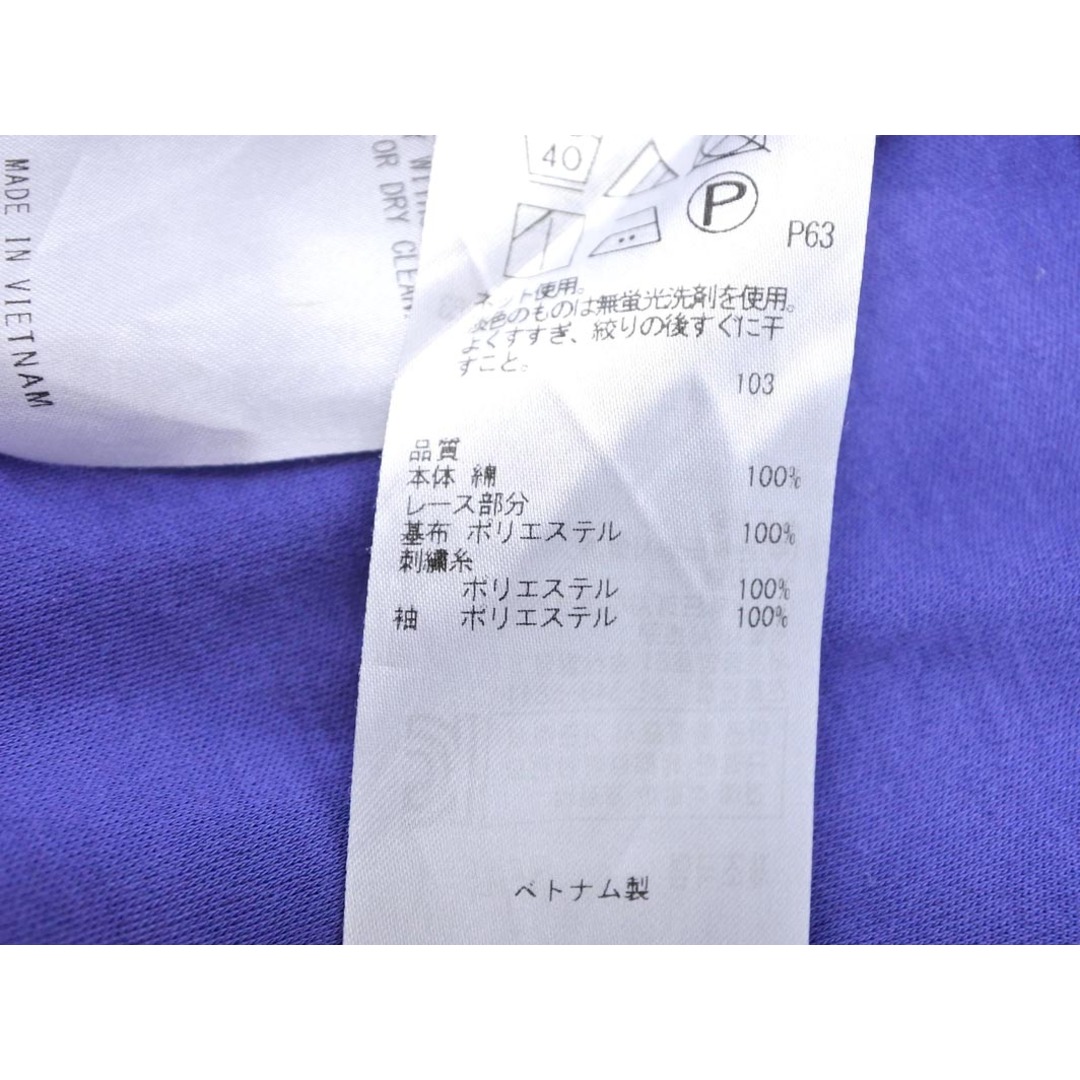 MADE IN VIETNAM
OR DRY CLEAN
40
P
P63
ネット使用。
淡色のものは無蛍光洗剤を使用。
よくすすぎ、絞りの後すぐに干
すこと。
103
品質
本体 綿 100%
レース部分
基布 ポリエステル 100%
刺繍糸
ポリエステル 100%
袖 ポリエステル 100%
ベトナム製